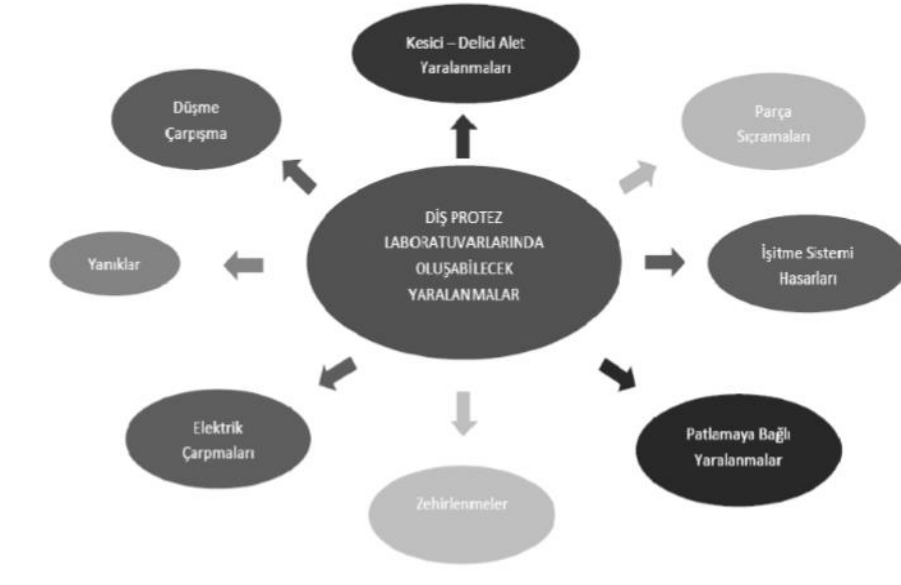 Kesici – Delici Alet
Yaralanmaları
Düşme
Çarpışma
Parça
Sıçramaları
DİŞ PROTEZ
LABORATUVARLARINDA
OLUŞABİLECEK
YARALANMALAR
Yanıklar
İşitme Sistemi
Hasarları
Elektrik
Çarpmaları
Patlamaya Bağlı
Yaralanmalar
Zehirlenmeler